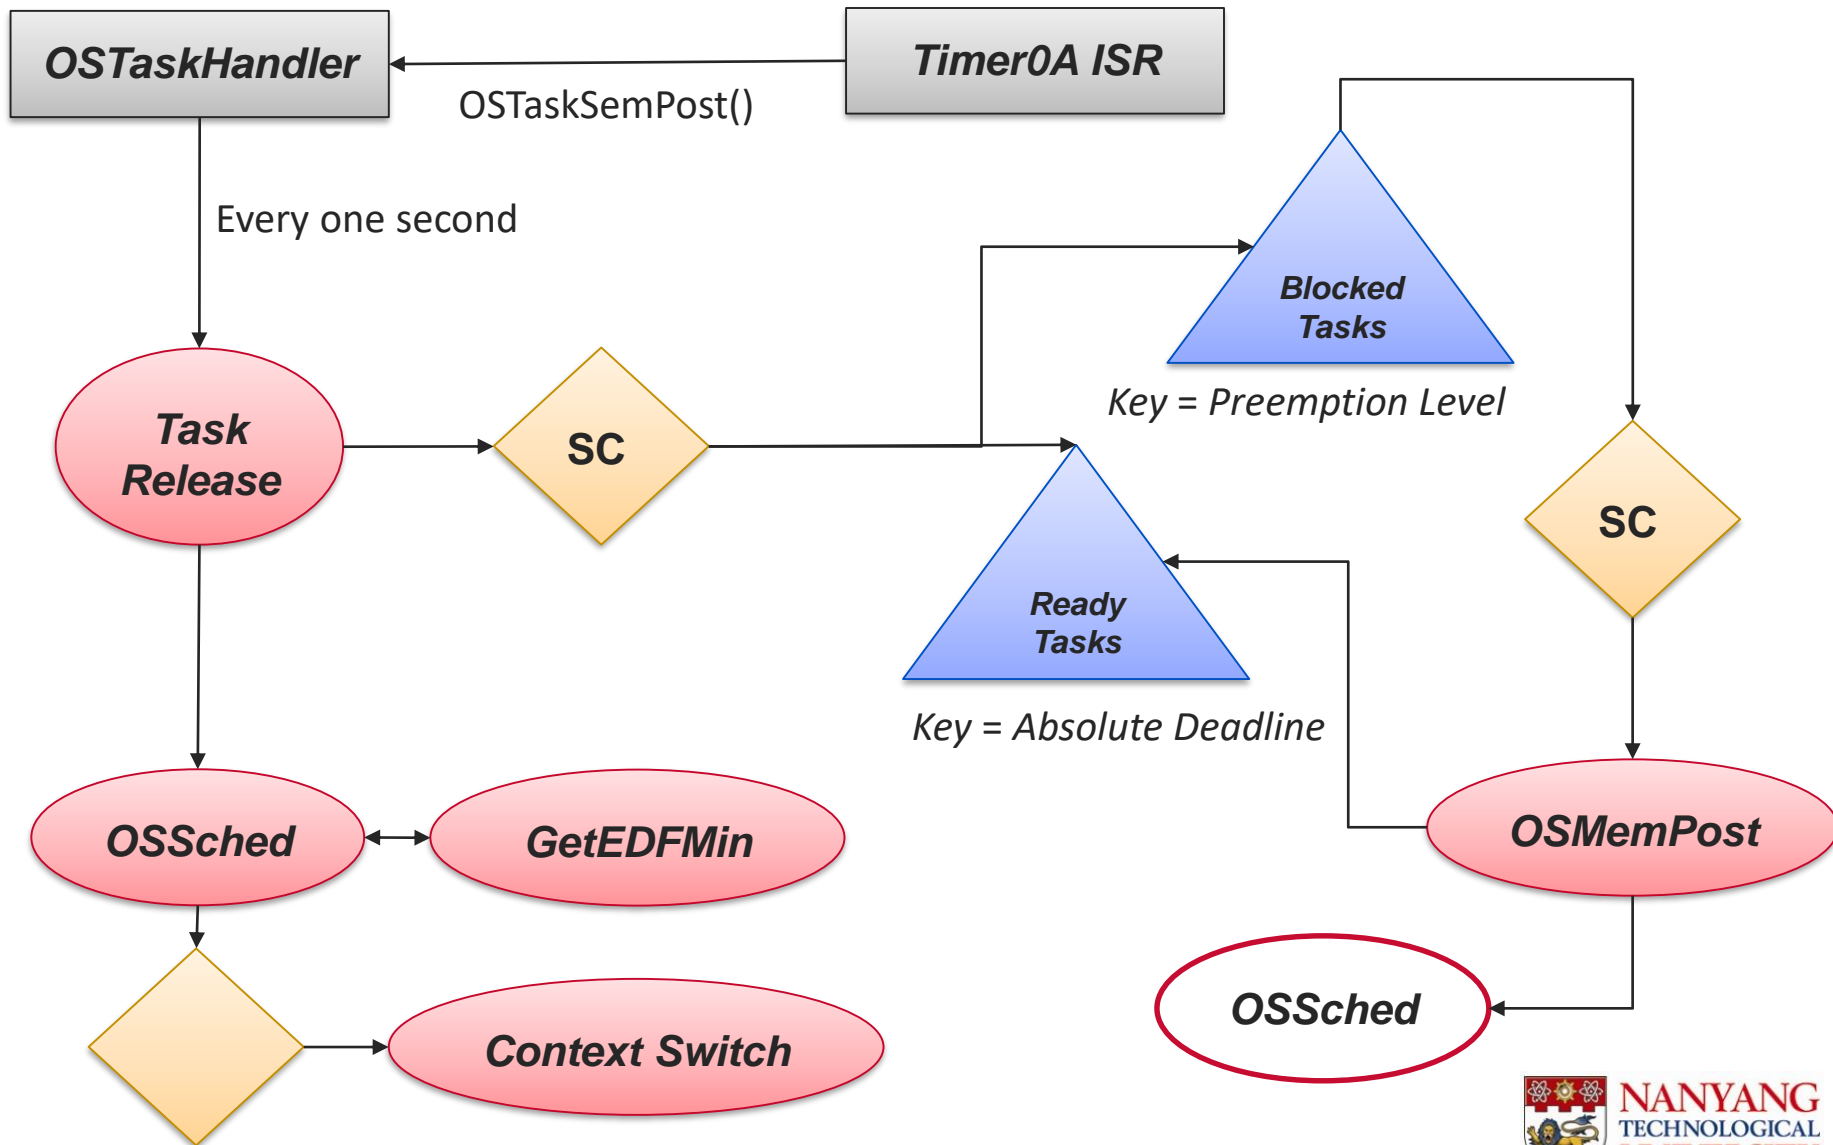 OSTaskHandler
Timer0A ISR
OSTaskSemPost()
Every one second
Blocked
Tasks
Key = Preemption Level
Task
Release
SC
SC
Ready
Tasks
Key = Absolute Deadline
OSSched
GetEDFMin
OSMemPost
OSSched
Context Switch
NANYANG
TECHNOLOGICAL